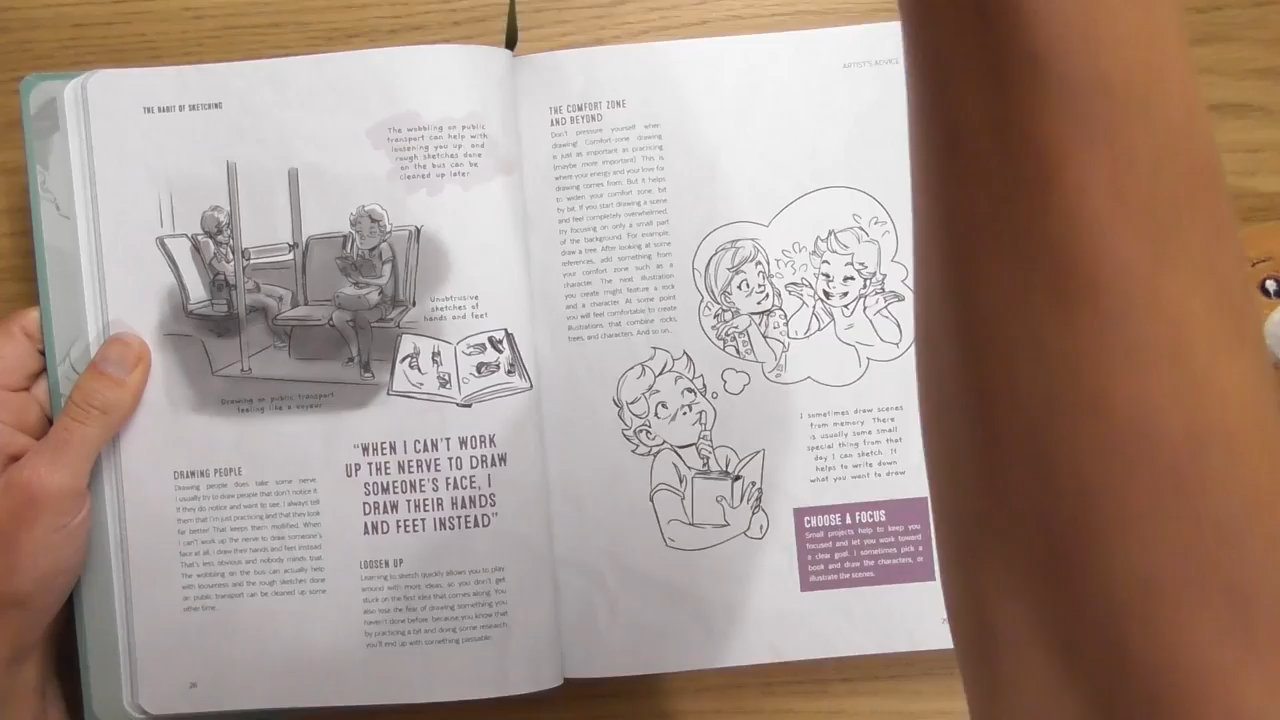 THE HABIT OF SKETCHING
The wobbling on public
transport can help with
loosening you up, and
rough sketches done
on the bus can be
cleaned up later
Unobtrusive
sketches of
hands and feet
Drawing on public transport
feeling like a voyeur
DRAWING PEOPLE
Drawing people does take some nerve.
I usually try to draw people that don't notice it.
If they do notice and want to see, I always tell
them that I'm just practicing and that they look
far better! That keeps them mollified. When
I can't work up the nerve to draw someone's
face at all, I draw their hands and feet instead.
That's less obvious and nobody minds that.
The wobbling on the bus can actually help
with looseness and the rough sketches done
on public transport can be cleaned up some
other time.
"WHEN I CAN'T WORK
UP THE NERVE TO DRAW
SOMEONE'S FACE, I
DRAW THEIR HANDS
AND FEET INSTEAD"
LOOSEN UP
Learning to sketch quickly allows you to play
around with more ideas, so you don't get
stuck on the first idea that comes along. You
also lose the fear of drawing something you
haven't done before, because you know that
by practicing a bit and doing some research,
you'll end up with something passable.
26
ARTIST'S ADVICE
THE COMFORT ZONE
AND BEYOND
Don't pressure yourself when
drawing! Comfort-zone drawing
is just as important as practicing
(maybe more important). This is
where your energy and your love for
drawing comes from. But it helps
to widen your comfort zone, bit
by bit. If you start drawing a scene
and feel completely overwhelmed,
try focusing on only a small part
of the background. For example,
draw a tree. After looking at some
references, add something from
your comfort zone such as a
character. The next illustration
you create might feature a rock
and a character. At some point
you will feel comfortable to create
illustrations, that combine rocks,
trees, and characters. And so on...
I sometimes draw scenes
from memory. There
is usually some small
special thing from that
day I can sketch. It
helps to write down
what you want to draw
CHOOSE A FOCUS
Small projects help to keep you
focused and let you work toward
a clear goal. I sometimes pick a
book and draw the characters, or
illustrate the scenes.